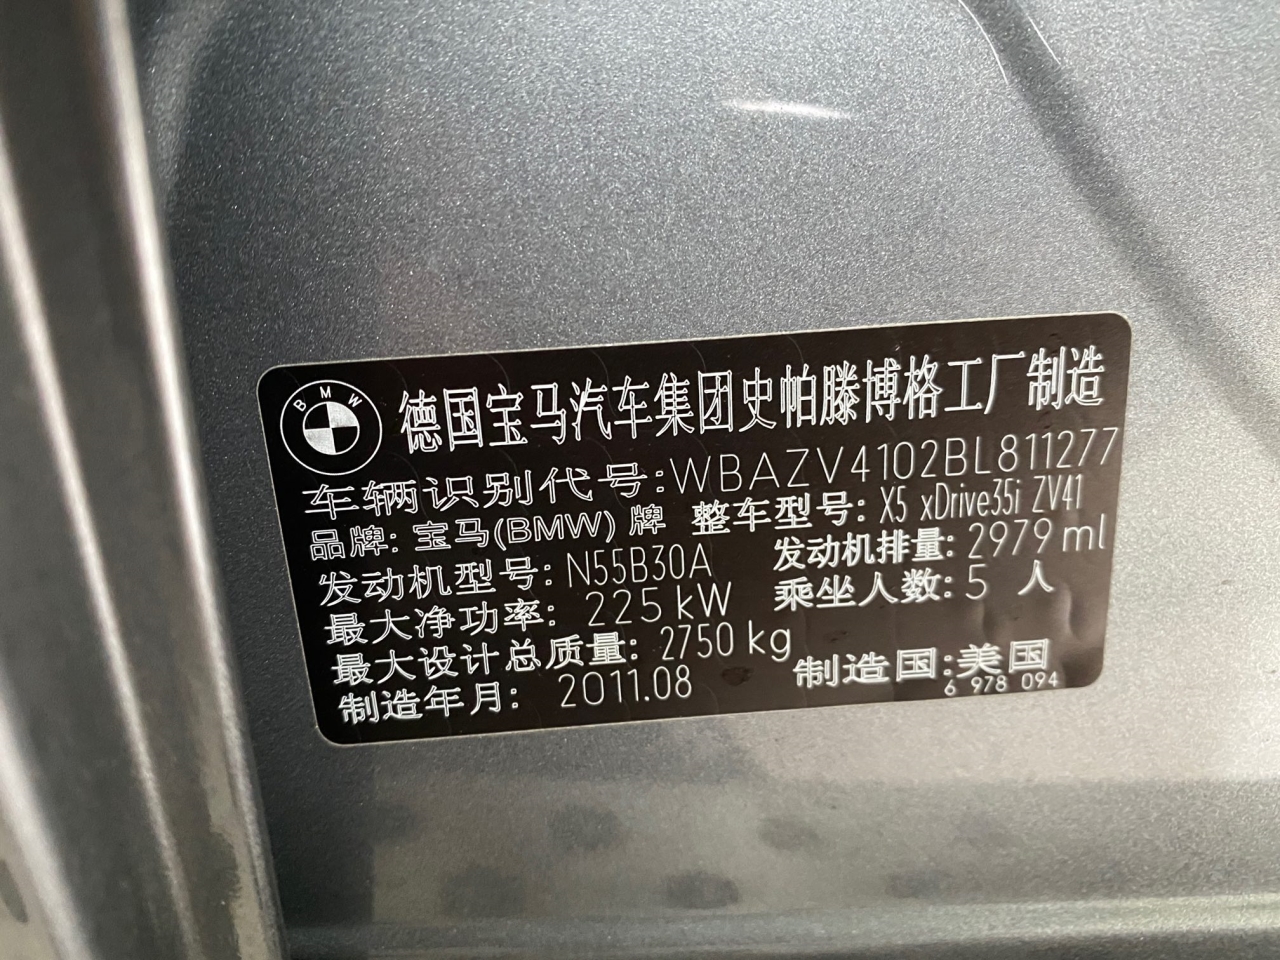 BMW
德国宝马汽车集团史帕滕博格工厂制造
车辆识别代号:WBAZV4102BL811277
品牌: 宝马(BMW) 牌 整车型号: X5 xDrive35i ZV41
发动机型号: N55B30A 发动机排量: 2979 ml
最大净功率: 225 kW 乘坐人数: 5 人
最大设计总质量: 2750 kg
制造年月: 2011.08 制造国:美国
6 978 094